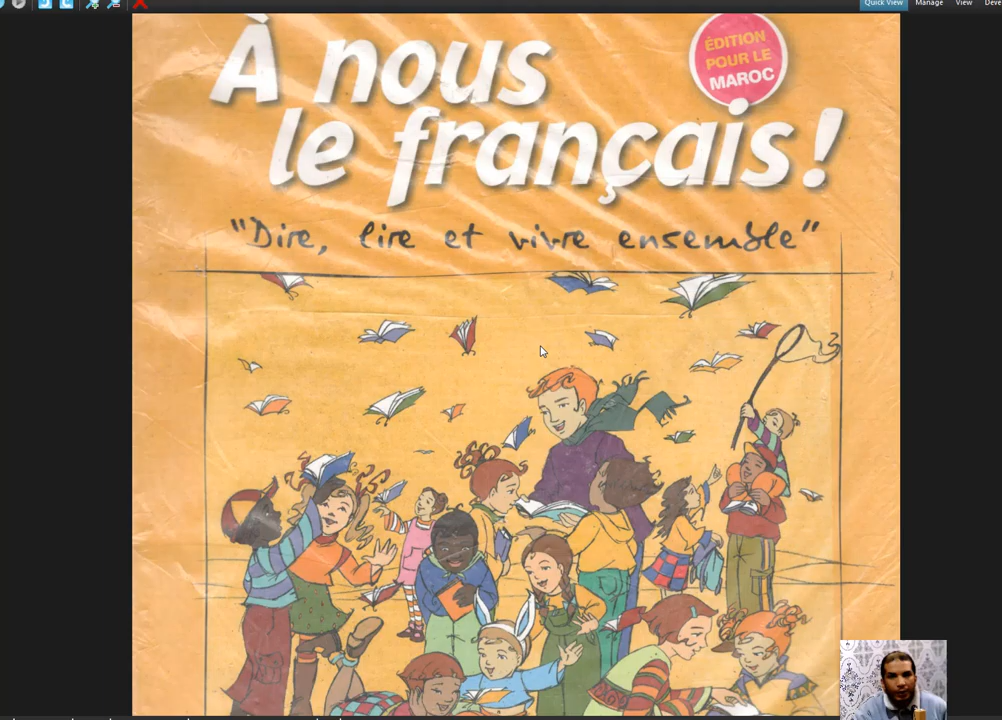 Quick View Manage View
À nous
le français !
ÉDITION
POUR LE
MAROC
"Dire, lire et vivre ensemble"